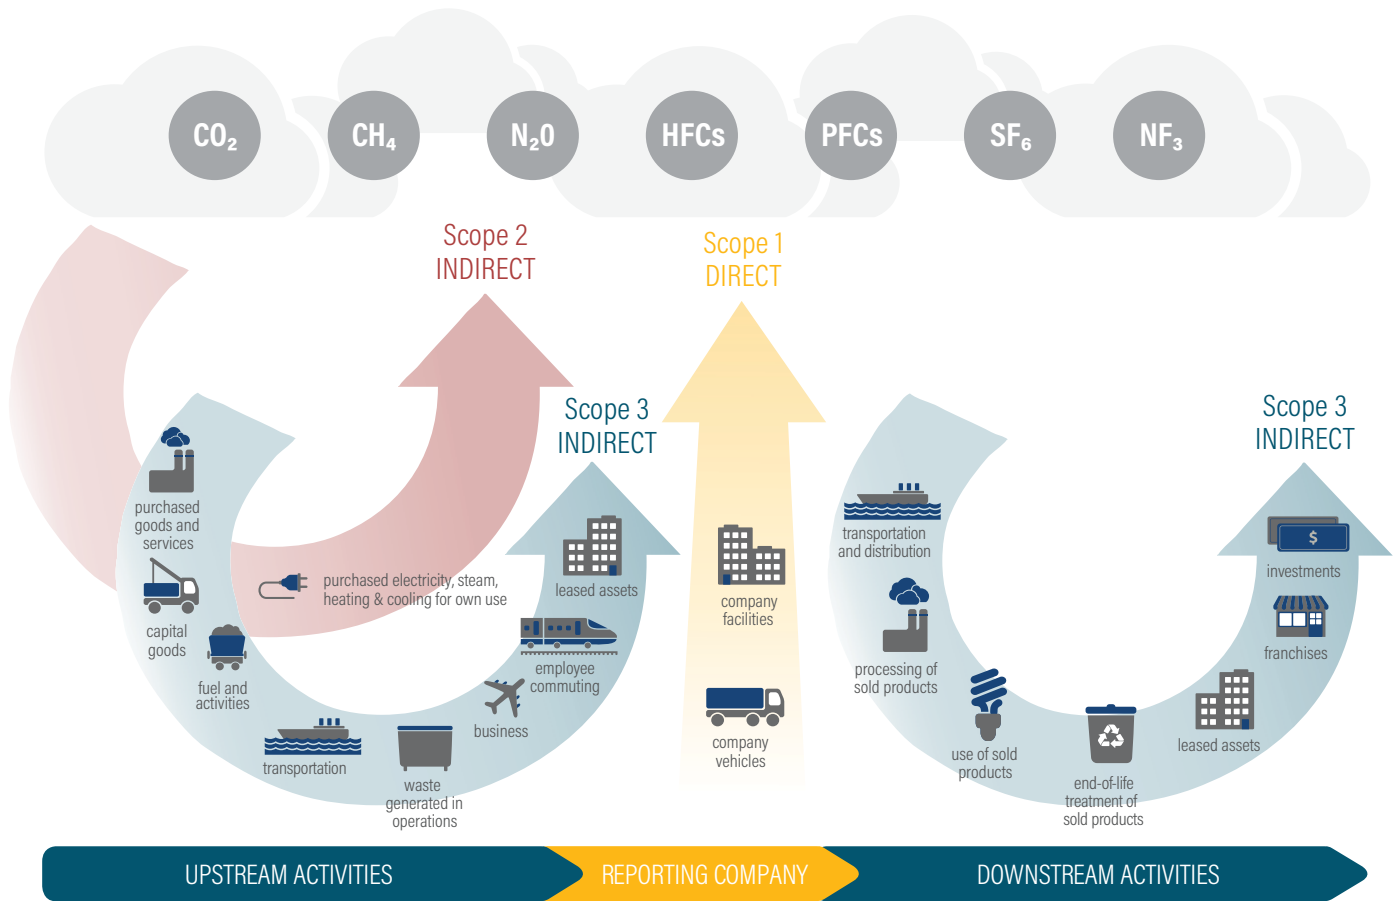 CO₂
CH₄
N₂0
HFCs
PFCs
SF₆
NF₃
Scope 2
INDIRECT
Scope 1
DIRECT
Scope 3
INDIRECT
Scope 3
INDIRECT
purchased
goods and
services
capital
goods
fuel and
activities
transportation
waste
generated in
operations
business
employee
commuting
leased assets
purchased electricity, steam,
heating & cooling for own use
company
facilities
company
vehicles
transportation
and distribution
processing of
sold products
use of sold
products
end-of-life
treatment of
sold products
leased assets
franchises
investments
$
UPSTREAM ACTIVITIES
REPORTING COMPANY
DOWNSTREAM ACTIVITIES